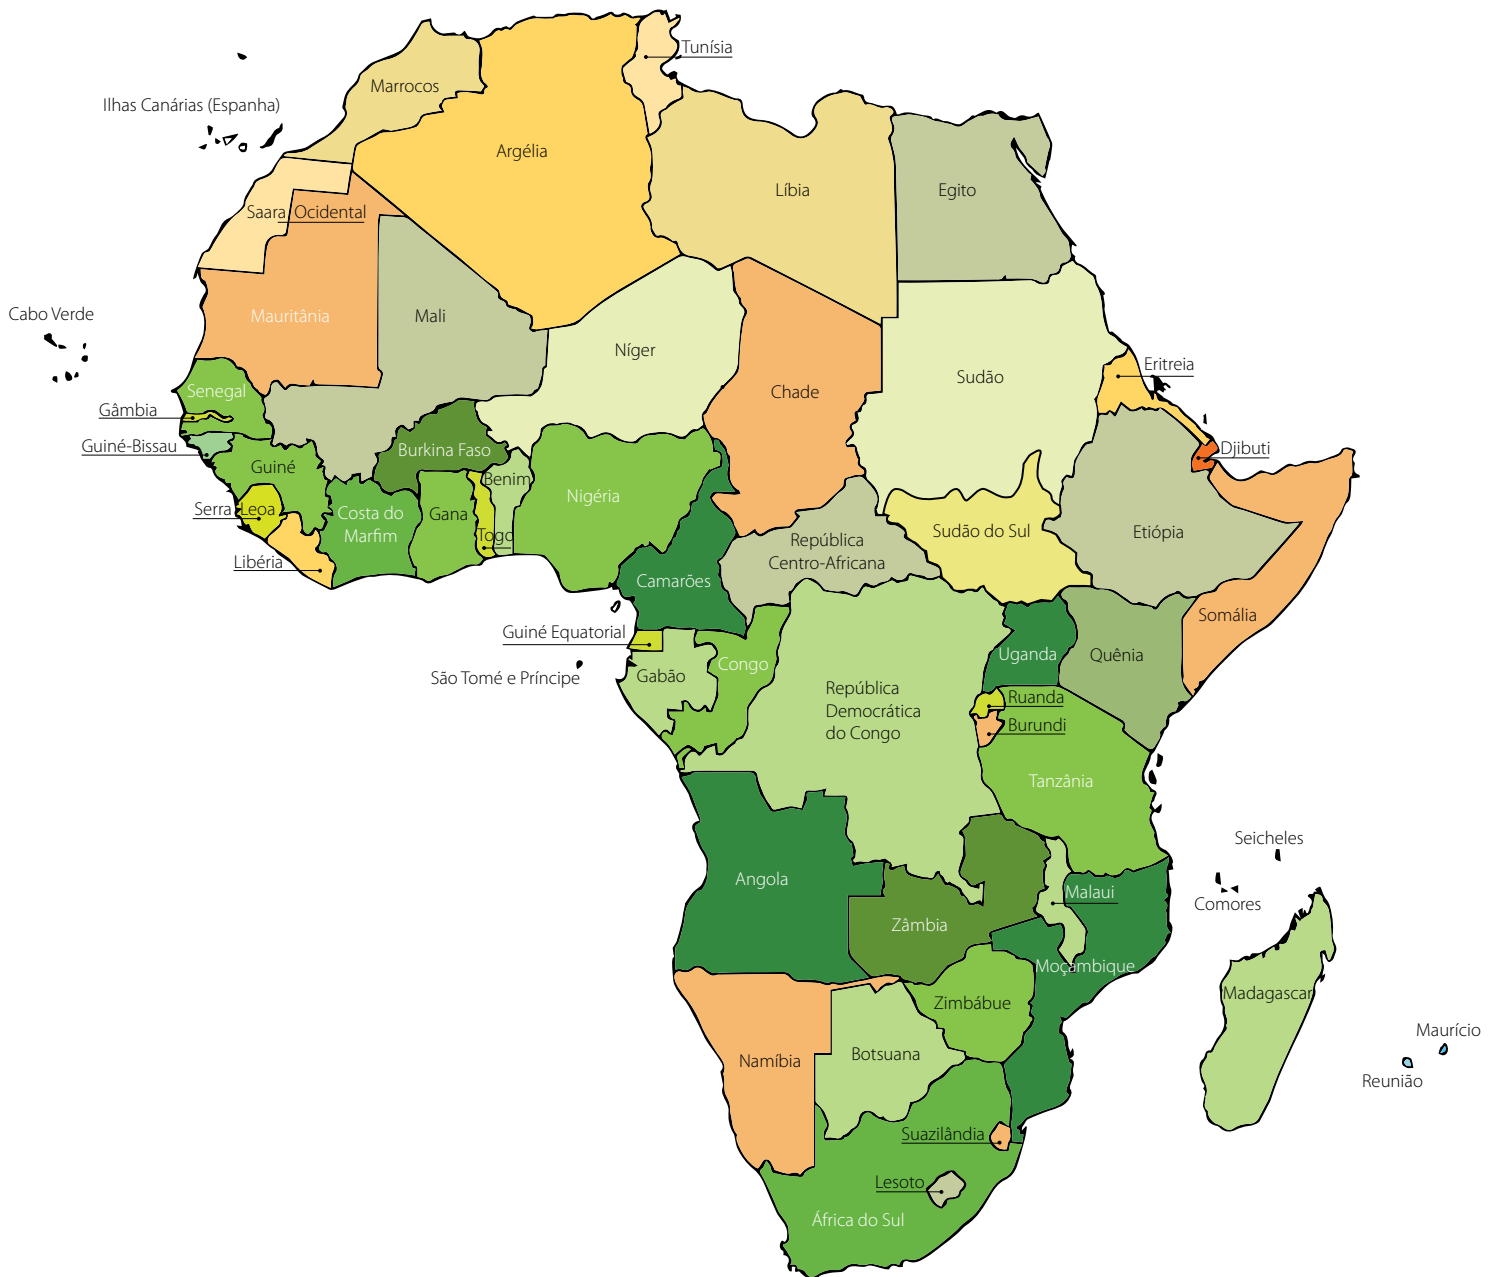 Tunísia
Marrocos
Ilhas Canárias (Espanha)
Argélia
Líbia
Egito
Saara Ocidental
Cabo Verde
Mauritânia
Mali
Níger
Chade
Sudão
Eritreia
Senegal
Gâmbia
Guiné-Bissau
Burkina Faso
Djibuti
Guiné
Benim
Nigéria
Serra Leoa
Costa do
Marfim
Gana
Togo
Sudão do Sul
Etiópia
República
Centro-Africana
Libéria
Camarões
Somália
Guiné Equatorial
Uganda
Quênia
Congo
São Tomé e Príncipe
Gabão
República
Democrática
do Congo
Ruanda
Burundi
Tanzânia
Seicheles
Angola
Malaui
Comores
Zâmbia
Moçambique
Madagascar
Zimbábue
Maurício
Namíbia
Botsuana
Reunião
Suazilândia
Lesoto
África do Sul